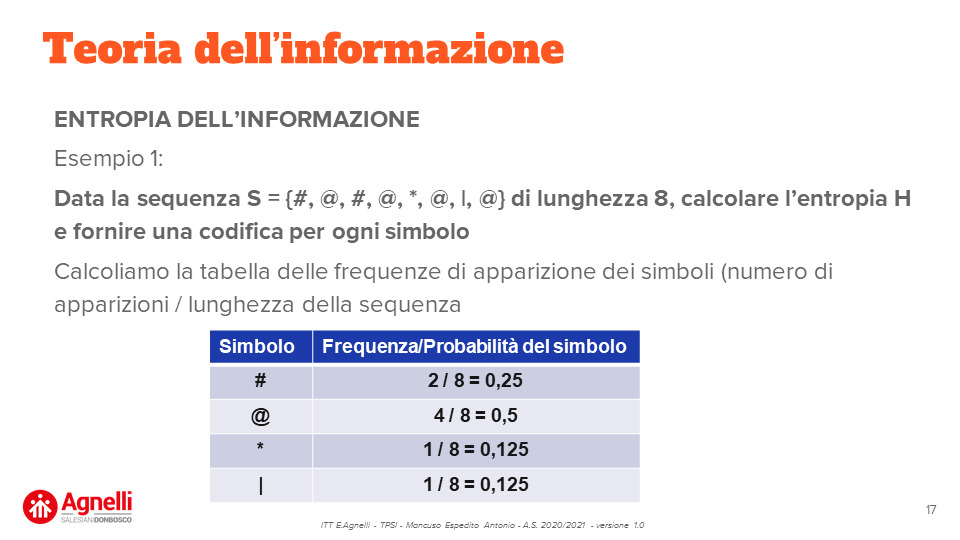 Teoria dell'informazione
ENTROPIA DELL'INFORMAZIONE
Esempio 1:
Data la sequenza S = {#, @, #, @, *, @, |, @} di lunghezza 8, calcolare l'entropia H
e fornire una codifica per ogni simbolo
Calcoliamo la tabella delle frequenze di apparizione dei simboli (numero di
apparizioni / lunghezza della sequenza
Simbolo Frequenza/Probabilità del simbolo
# 2 / 8 = 0,25
@ 4 / 8 = 0,5
* 1 / 8 = 0,125
| 1 / 8 = 0,125
Agnelli
SALESIANI DONBOSCO
ITT E.Agnelli - TPSI - Mancuso Espedito Antonio - A.S. 2020/2021 - versione 1.0
17